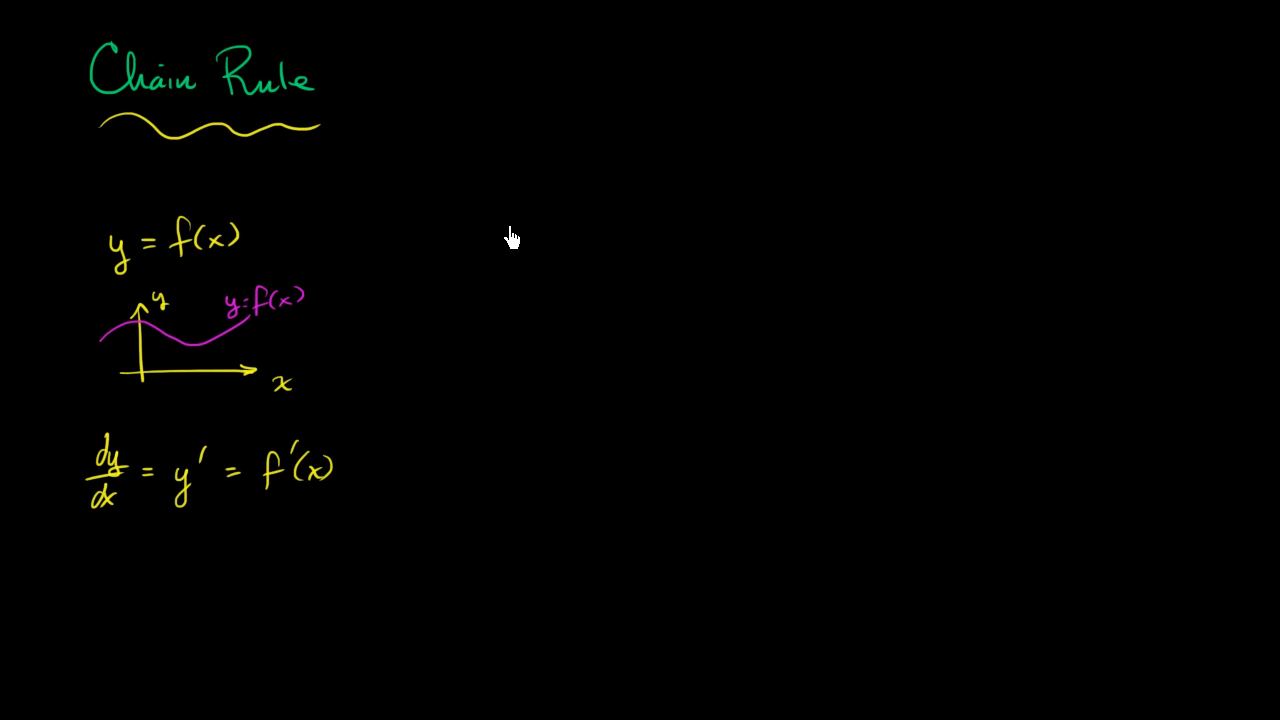 Chain Rule
y = f(x)
y
y=f(x)
x
dy/dx = y' = f'(x)